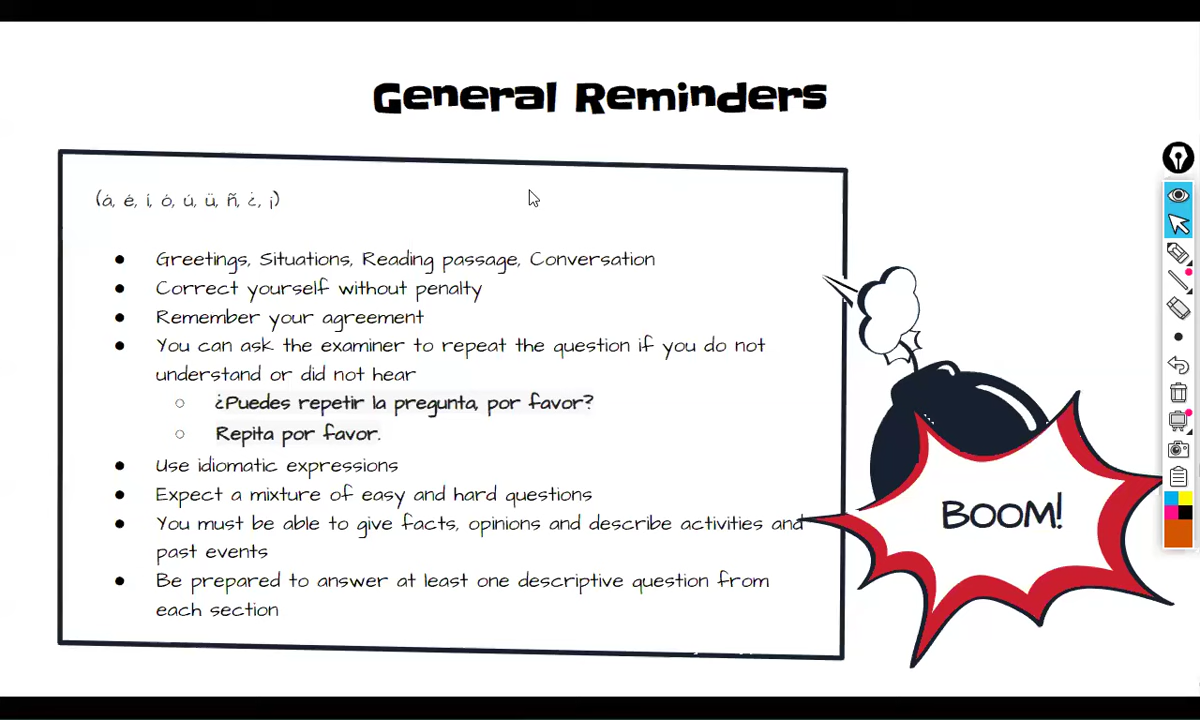 General Reminders
(á, é, í, ó, ú, ü, ñ, ¿, ¡)
Greetings, Situations, Reading passage, Conversation
Correct yourself without penalty
Remember your agreement
You can ask the examiner to repeat the question if you do not
understand or did not hear
¿Puedes repetir la pregunta, por favor?
Repita por favor.
Use idiomatic expressions
Expect a mixture of easy and hard questions
You must be able to give facts, opinions and describe activities and
past events
Be prepared to answer at least one descriptive question from
each section
BOOM!